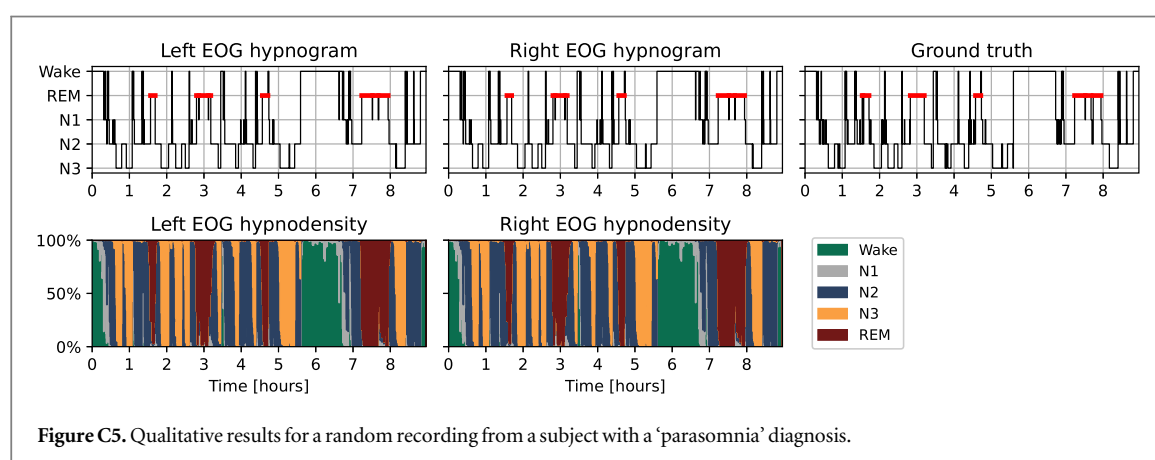 Left EOG hypnogram
Right EOG hypnogram
Ground truth
Wake
REM
N1
N2
N3
0 1 2 3 4 5 6 7 8
0 1 2 3 4 5 6 7 8
0 1 2 3 4 5 6 7 8
Left EOG hypnodensity
Right EOG hypnodensity
100%
50%
0%
0 1 2 3 4 5 6 7 8
0 1 2 3 4 5 6 7 8
Time [hours]
Time [hours]
Wake
N1
N2
N3
REM
Figure C5. Qualitative results for a random recording from a subject with a ‘parasomnia’ diagnosis.